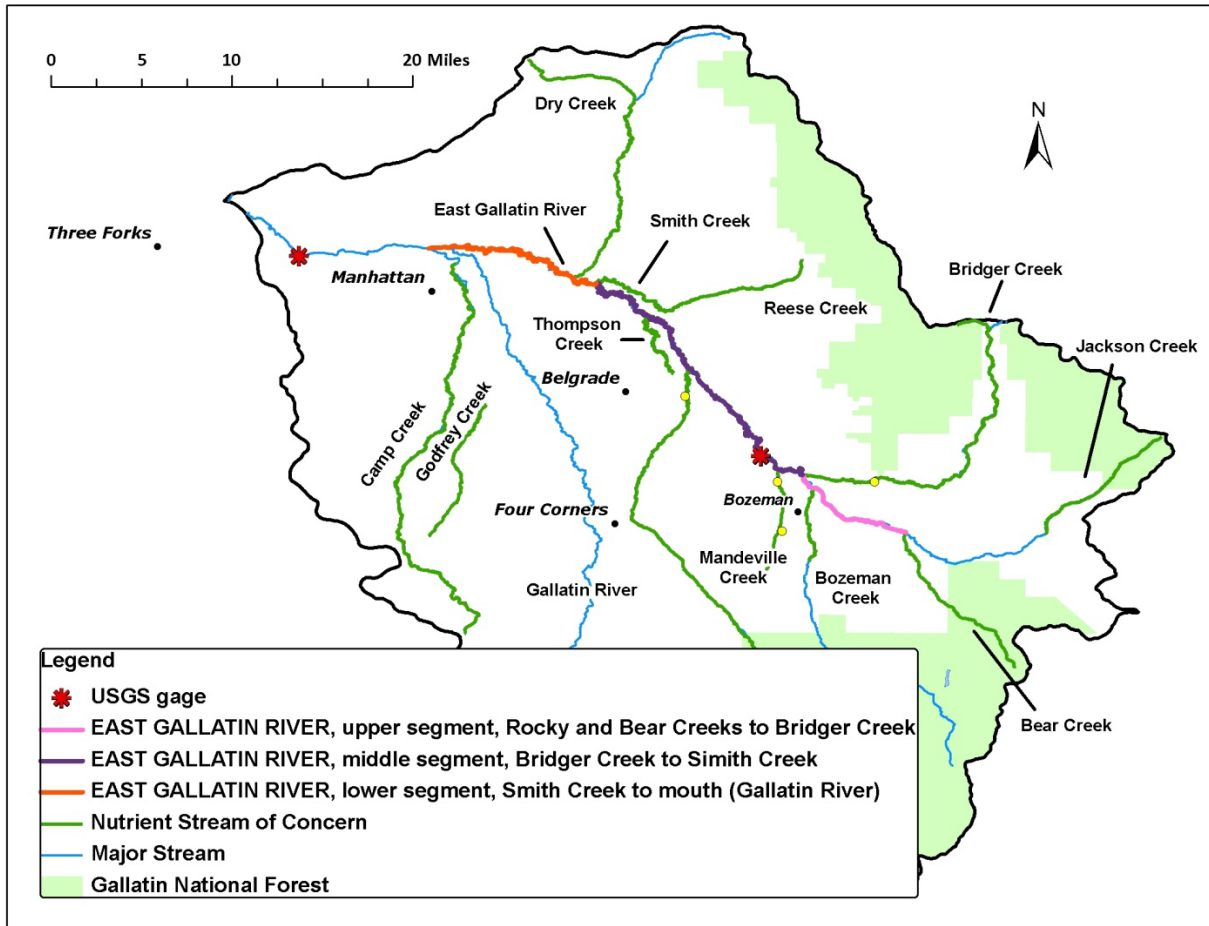 0 5 10 20 Miles
Dry Creek
N
East Gallatin River
Smith Creek
Three Forks
Bridger Creek
Manhattan
Reese Creek
Thompson
Creek
Jackson Creek
Belgrade
Camp Creek
Godfrey Creek
Four Corners
Bozeman
Mandeville
Creek
Bozeman
Creek
Gallatin River
Bear Creek
Legend
USGS gage
EAST GALLATIN RIVER, upper segment, Rocky and Bear Creeks to Bridger Creek
EAST GALLATIN RIVER, middle segment, Bridger Creek to Simith Creek
EAST GALLATIN RIVER, lower segment, Smith Creek to mouth (Gallatin River)
Nutrient Stream of Concern
Major Stream
Gallatin National Forest